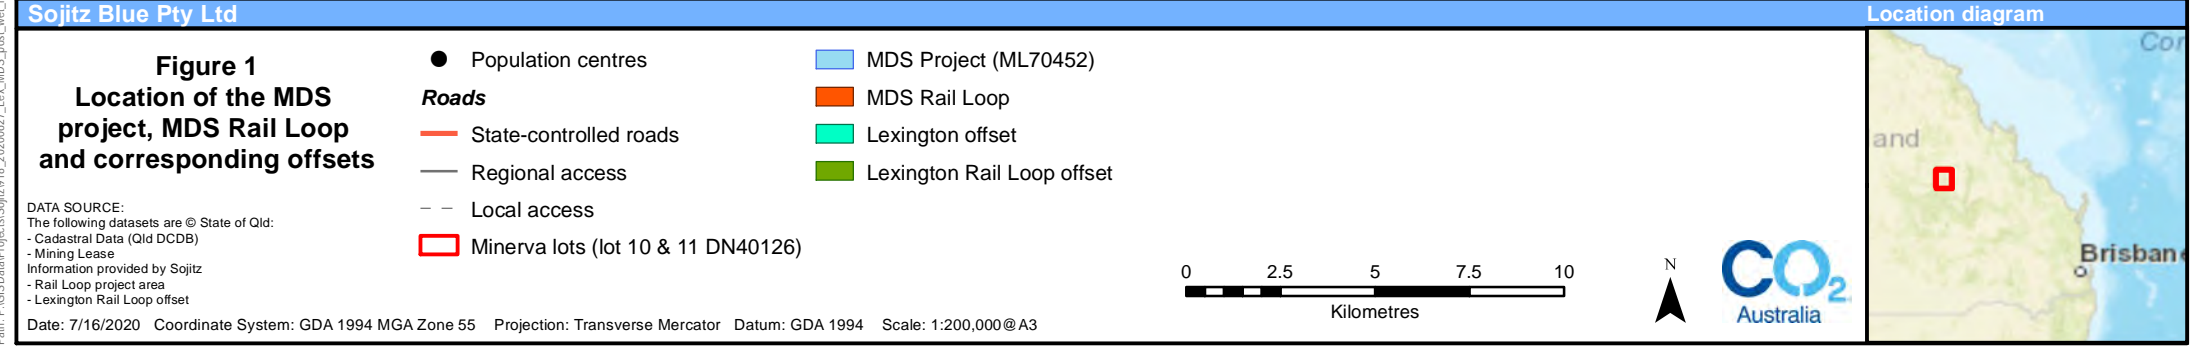 Sojitz Blue Pty Ltd
Location diagram
Figure 1
Location of the MDS
project, MDS Rail Loop
and corresponding offsets
DATA SOURCE:
The following datasets are © State of Qld:
- Cadastral Data (Qld DCDB)
- Mining Lease
Information provided by Sojitz
- Rail Loop project area
- Lexington Rail Loop offset
Population centres
Roads
State-controlled roads
Regional access
Local access
Minerva lots (lot 10 & 11 DN40126)
MDS Project (ML70452)
MDS Rail Loop
Lexington offset
Lexington Rail Loop offset
0 2.5 5 7.5 10
Kilometres
N
CO2
Australia
Date: 7/16/2020 Coordinate System: GDA 1994 MGA Zone 55 Projection: Transverse Mercator Datum: GDA 1994 Scale: 1:200,000@A3
Cor
and
Brisban